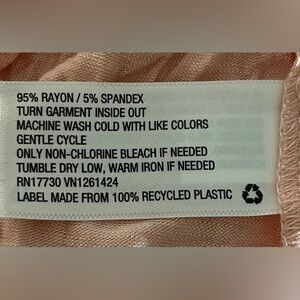 95% RAYON / 5% SPANDEX
TURN GARMENT INSIDE OUT
MACHINE WASH COLD WITH LIKE COLORS
GENTLE CYCLE
ONLY NON-CHLORINE BLEACH IF NEEDED
TUMBLE DRY LOW, WARM IRON IF NEEDED
RN17730 VN1261424
LABEL MADE FROM 100% RECYCLED PLASTIC